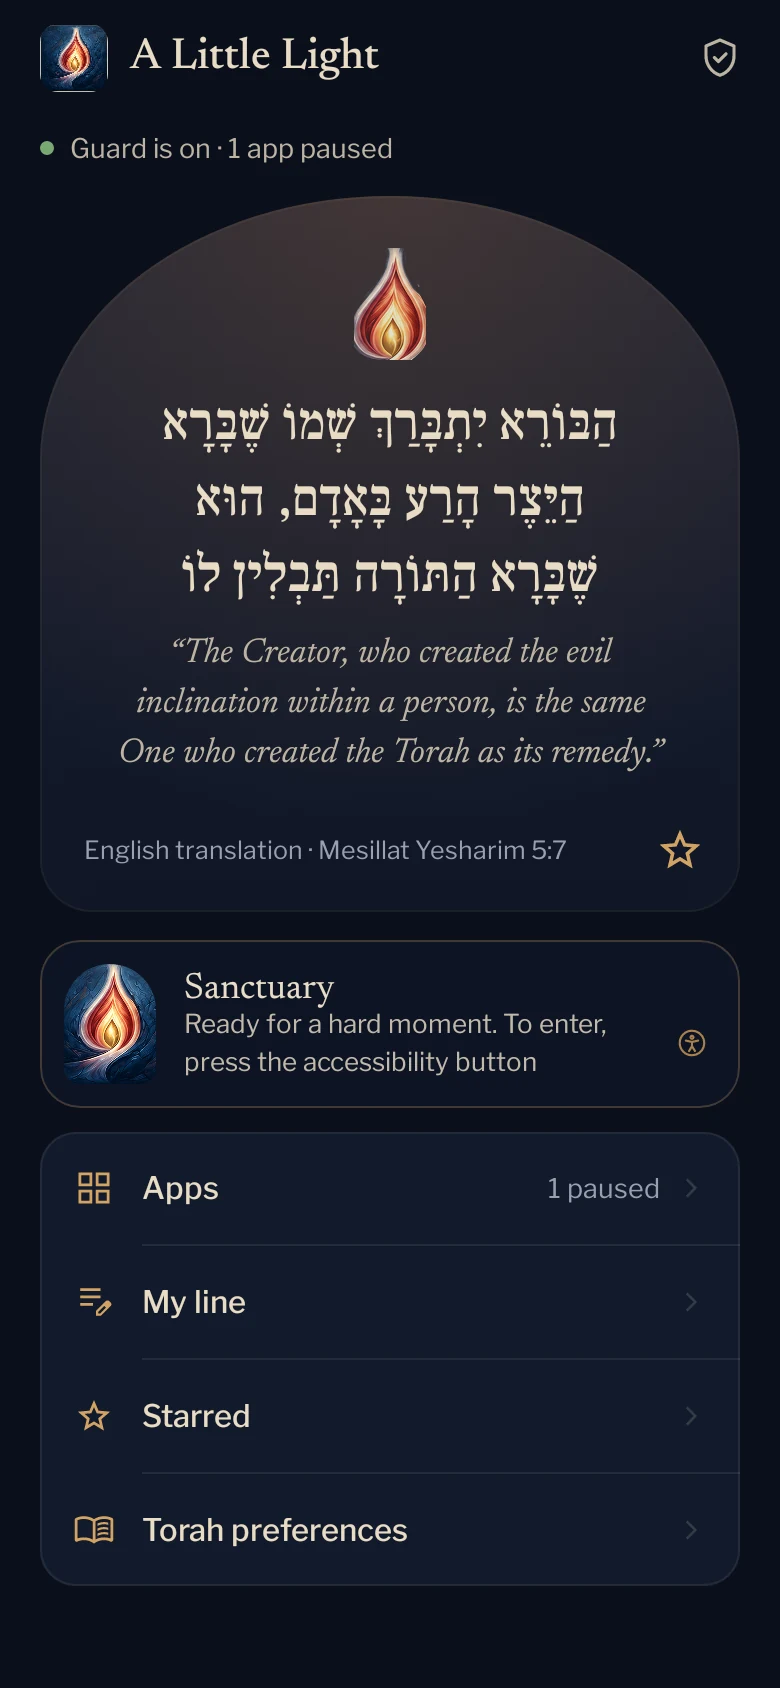 A Little Light
Guard is on · 1 app paused
הַבּוֹרֵא יִתְבָּרַךְ שְׁמוֹ שֶׁבָּרָא
הַיֵּצֶר הָרַע בָּאָדָם, הוּא
שֶׁבָּרָא הַתּוֹרָה תַּבְלִין לוֹ
“The Creator, who created the evil
inclination within a person, is the same
One who created the Torah as its remedy.”
English translation · Mesillat Yesharim 5:7
Sanctuary
Ready for a hard moment. To enter,
press the accessibility button
Apps 1 paused
My line
Starred
Torah preferences